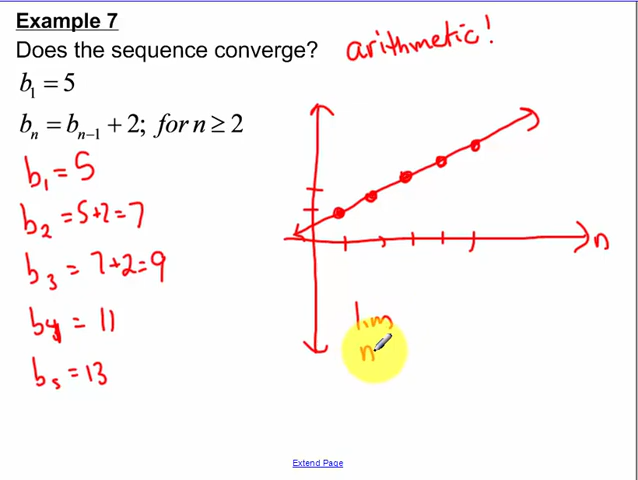 Example 7
Does the sequence converge? arithmetic!
b₁ = 5
bₙ = bₙ₋₁ + 2; for n ≥ 2
b₁ = 5
b₂ = 5+2=7
b₃ = 7+2=9
b₄ = 11
b₅ = 13
n
lim
n
Extend Page